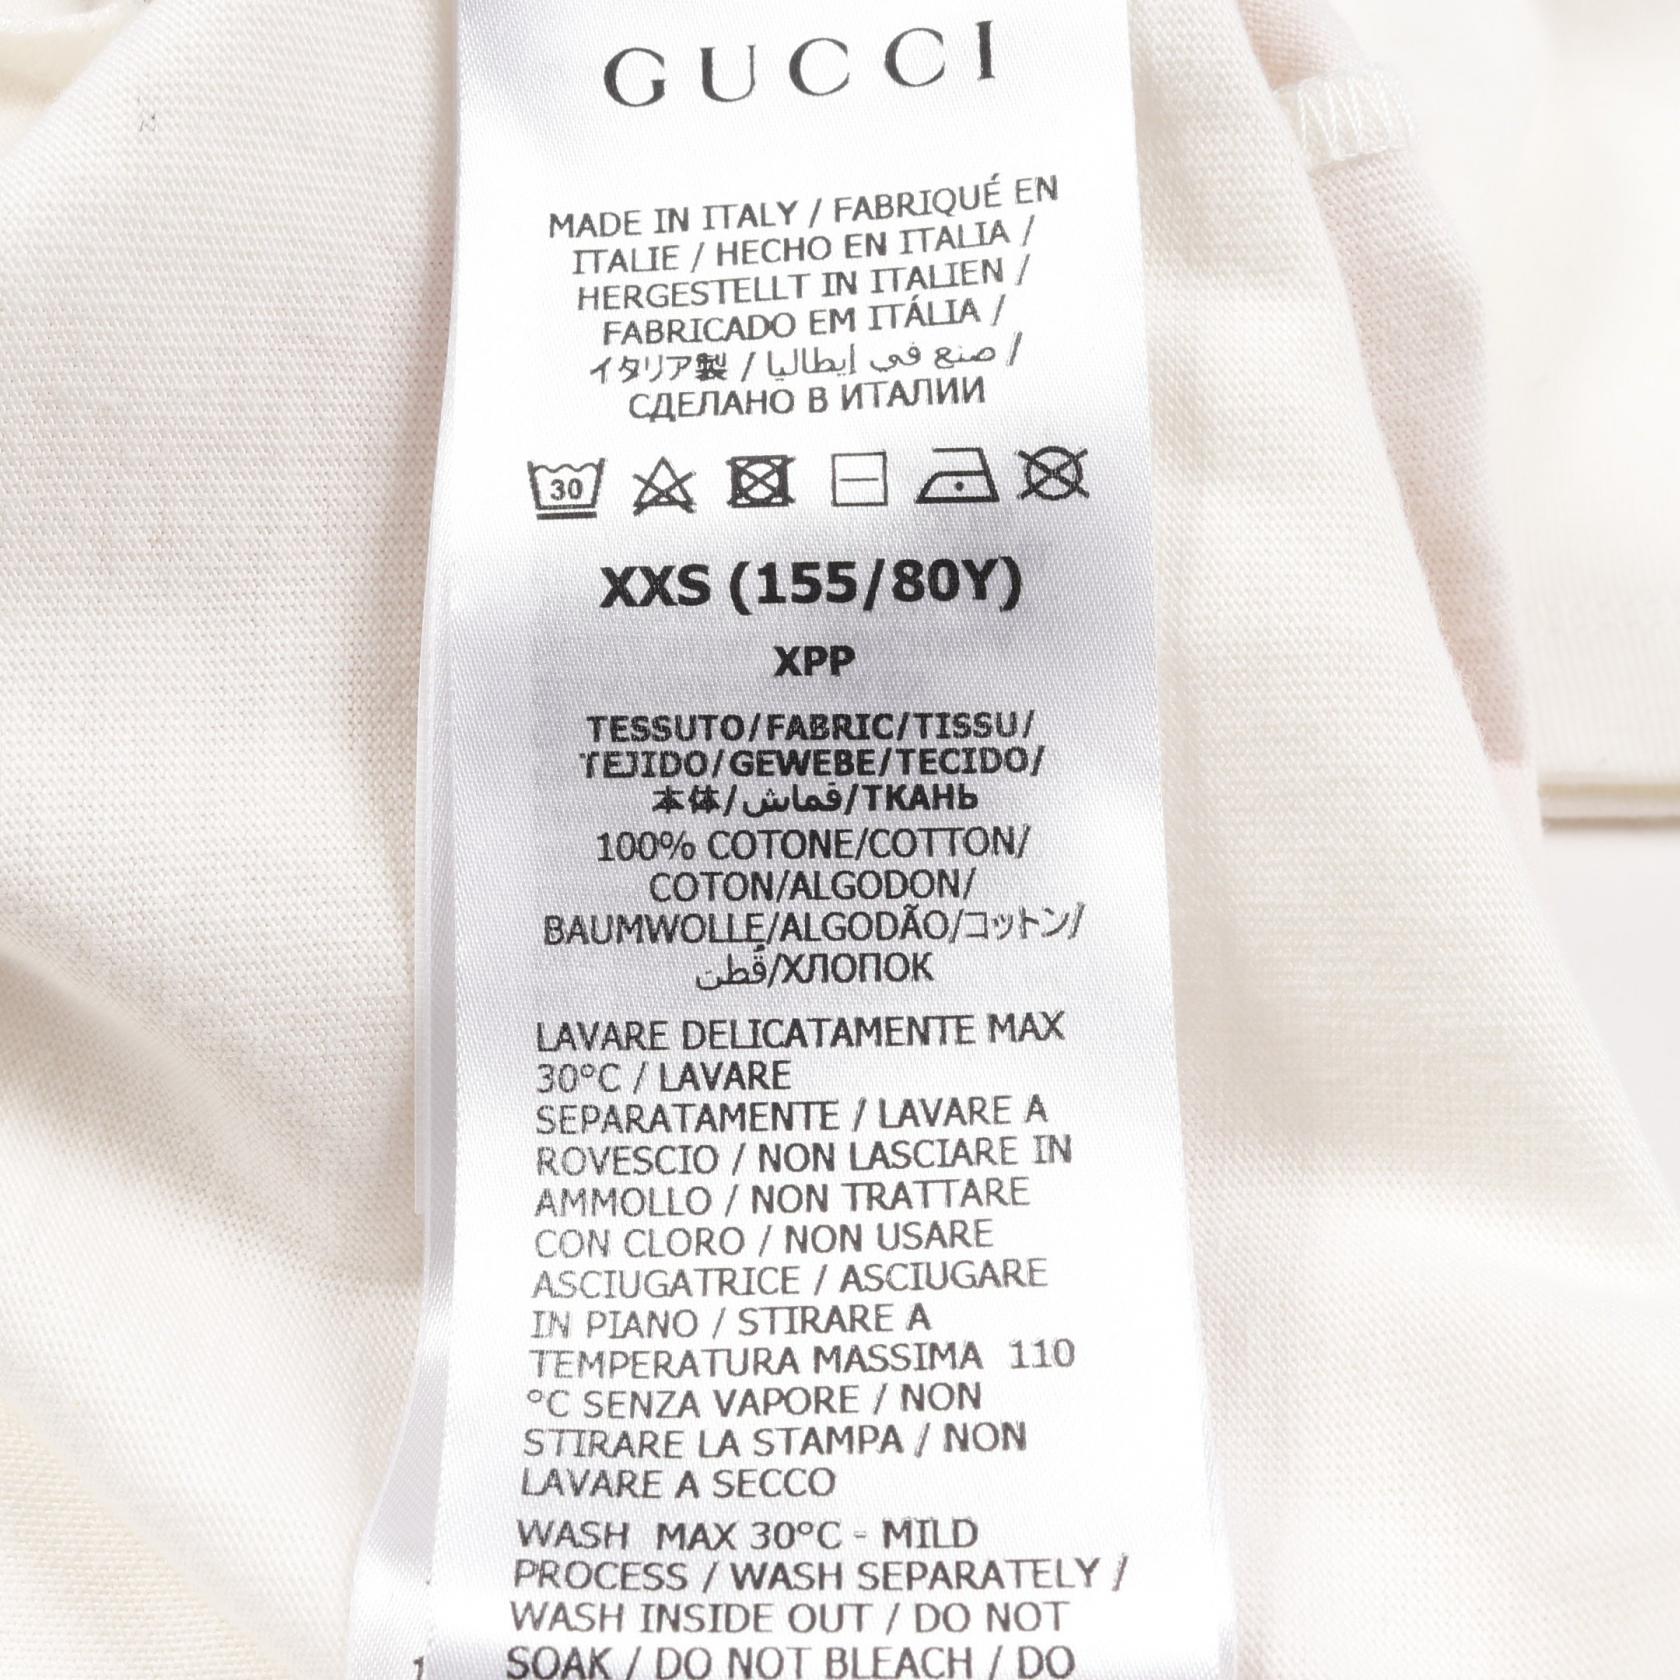 GUCCI
MADE IN ITALY / FABRIQUÉ EN
ITALIE / HECHO EN ITALIA /
HERGESTELLT IN ITALIEN /
FABRICADO EM ITÁLIA /
イタリア製 / صنع في إيطاليا /
СДЕЛАНО В ИТАЛИИ
30
XXS (155/80Y)
XPP
TESSUTO/FABRIC/TISSU/
TEJIDO/GEWEBE/TECIDO/
本体/قماش/ТКАНЬ
100% COTONE/COTTON/
COTON/ALGODON/
BAUMWOLLE/ALGODÃO/コットン/
قُطن/ХЛОПОК
LAVARE DELICATAMENTE MAX
30°C / LAVARE
SEPARATAMENTE / LAVARE A
ROVESCIO / NON LASCIARE IN
AMMOLLO / NON TRATTARE
CON CLORO / NON USARE
ASCIUGATRICE / ASCIUGARE
IN PIANO / STIRARE A
TEMPERATURA MASSIMA 110
°C SENZA VAPORE / NON
STIRARE LA STAMPA / NON
LAVARE A SECCO
WASH MAX 30°C - MILD
PROCESS / WASH SEPARATELY /
WASH INSIDE OUT / DO NOT
SOAK / DO NOT BLEACH / DO